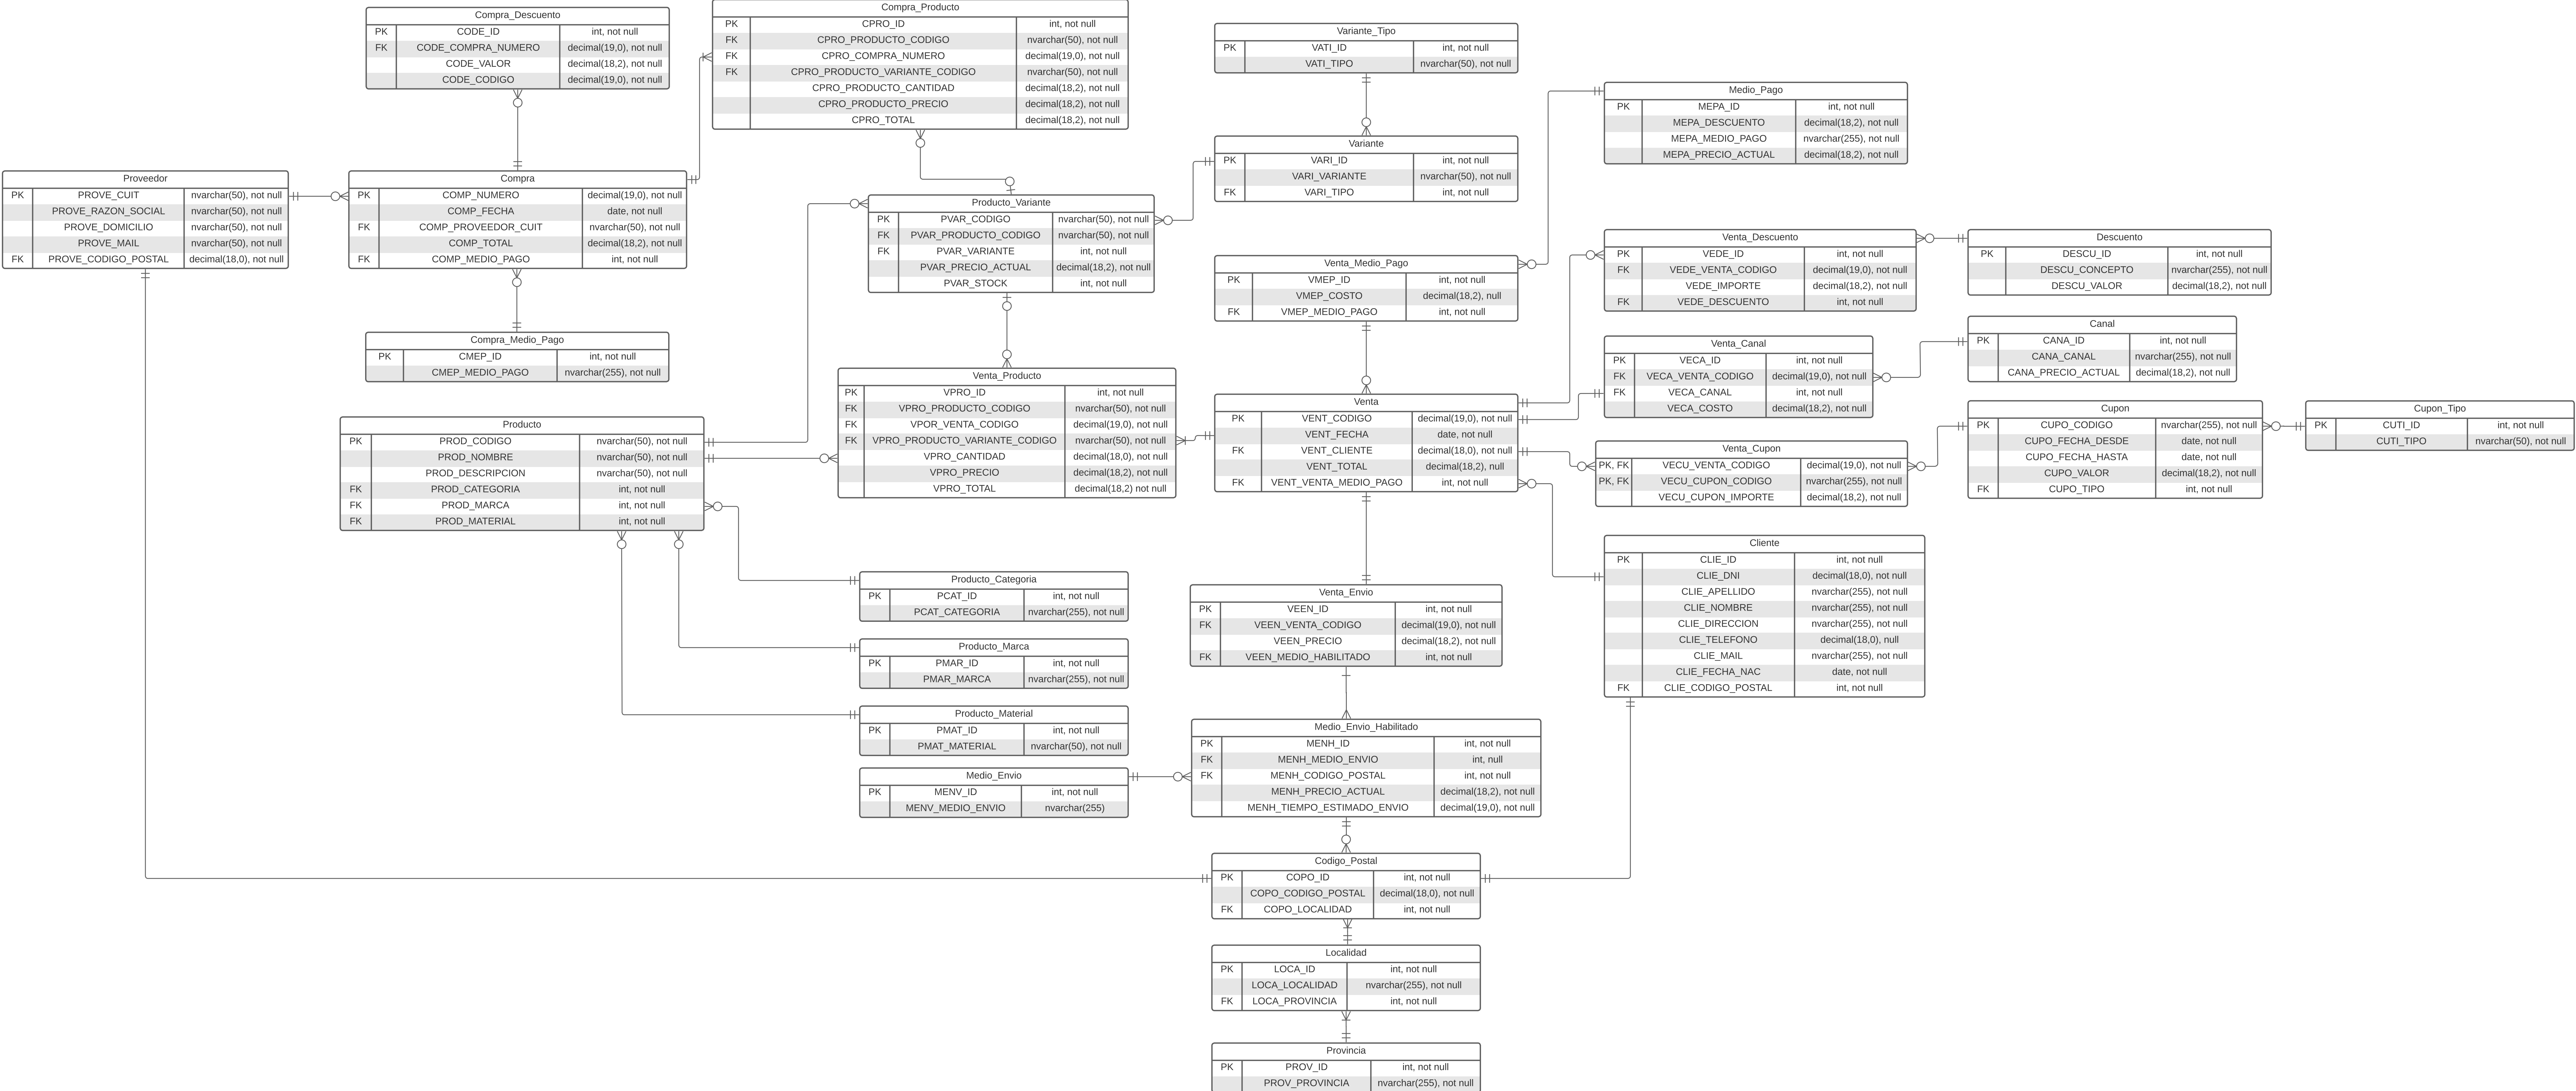 Compra_Descuento
PK CODE_ID int, not null
FK CODE_COMPRA_NUMERO decimal(19,0), not null
CODE_VALOR decimal(18,2), not null
CODE_CODIGO decimal(19,0), not null
Compra_Producto
PK CPRO_ID int, not null
FK CPRO_PRODUCTO_CODIGO nvarchar(50), not null
FK CPRO_COMPRA_NUMERO decimal(19,0), not null
FK CPRO_PRODUCTO_VARIANTE_CODIGO nvarchar(50), not null
CPRO_PRODUCTO_CANTIDAD decimal(18,2), not null
CPRO_PRODUCTO_PRECIO decimal(18,2), not null
CPRO_TOTAL decimal(18,2), not null
Variante_Tipo
PK VATI_ID int, not null
VATI_TIPO nvarchar(50), not null
Medio_Pago
PK MEPA_ID int, not null
MEPA_DESCUENTO decimal(18,2), not null
MEPA_MEDIO_PAGO nvarchar(255), not null
MEPA_PRECIO_ACTUAL decimal(18,2), not null
Variante
PK VARI_ID int, not null
VARI_VARIANTE nvarchar(50), not null
FK VARI_TIPO int, not null
Proveedor
PK PROVE_CUIT nvarchar(50), not null
PROVE_RAZON_SOCIAL nvarchar(50), not null
PROVE_DOMICILIO nvarchar(50), not null
PROVE_MAIL nvarchar(50), not null
FK PROVE_CODIGO_POSTAL decimal(18,0), not null
Compra
PK COMP_NUMERO decimal(19,0), not null
COMP_FECHA date, not null
FK COMP_PROVEEDOR_CUIT nvarchar(50), not null
COMP_TOTAL decimal(18,2), not null
FK COMP_MEDIO_PAGO int, not null
Producto_Variante
PK PVAR_CODIGO nvarchar(50), not null
FK PVAR_PRODUCTO_CODIGO nvarchar(50), not null
FK PVAR_VARIANTE int, not null
PVAR_PRECIO_ACTUAL decimal(18,2), not null
PVAR_STOCK int, not null
Venta_Descuento
PK VEDE_ID int, not null
FK VEDE_VENTA_CODIGO decimal(19,0), not null
VEDE_IMPORTE decimal(18,2), not null
FK VEDE_DESCUENTO int, not null
Descuento
PK DESCU_ID int, not null
DESCU_CONCEPTO nvarchar(255), not null
DESCU_VALOR decimal(18,2), not null
Venta_Medio_Pago
PK VMEP_ID int, not null
VMEP_COSTO decimal(18,2), null
FK VMEP_MEDIO_PAGO int, not null
Compra_Medio_Pago
PK CMEP_ID int, not null
CMEP_MEDIO_PAGO nvarchar(255), not null
Canal
PK CANA_ID int, not null
CANA_CANAL nvarchar(255), not null
CANA_PRECIO_ACTUAL decimal(18,2), not null
Venta_Canal
PK VECA_ID int, not null
FK VECA_VENTA_CODIGO decimal(19,0), not null
FK VECA_CANAL int, not null
VECA_COSTO decimal(18,2), not null
Venta_Producto
PK VPRO_ID int, not null
FK VPRO_PRODUCTO_CODIGO nvarchar(50), not null
FK VPOR_VENTA_CODIGO decimal(19,0), not null
FK VPRO_PRODUCTO_VARIANTE_CODIGO nvarchar(50), not null
VPRO_CANTIDAD decimal(18,0), not null
VPRO_PRECIO decimal(18,2), not null
VPRO_TOTAL decimal(18,2) not null
Venta
PK VENT_CODIGO decimal(19,0), not null
VENT_FECHA date, not null
FK VENT_CLIENTE decimal(18,0), not null
VENT_TOTAL decimal(18,2), null
FK VENT_VENTA_MEDIO_PAGO int, not null
Cupon
PK CUPO_CODIGO nvarchar(255), not null
CUPO_FECHA_DESDE date, not null
CUPO_FECHA_HASTA date, not null
CUPO_VALOR decimal(18,2), not null
FK CUPO_TIPO int, not null
Cupon_Tipo
PK CUTI_ID int, not null
CUTI_TIPO nvarchar(50), not null
Producto
PK PROD_CODIGO nvarchar(50), not null
PROD_NOMBRE nvarchar(50), not null
PROD_DESCRIPCION nvarchar(50), not null
FK PROD_CATEGORIA int, not null
FK PROD_MARCA int, not null
FK PROD_MATERIAL int, not null
Venta_Cupon
PK, FK VECU_VENTA_CODIGO decimal(19,0), not null
PK, FK VECU_CUPON_CODIGO nvarchar(255), not null
VECU_CUPON_IMPORTE decimal(18,2), not null
Cliente
PK CLIE_ID int, not null
CLIE_DNI decimal(18,0), not null
CLIE_APELLIDO nvarchar(255), not null
CLIE_NOMBRE nvarchar(255), not null
CLIE_DIRECCION nvarchar(255), not null
CLIE_TELEFONO decimal(18,0), null
CLIE_MAIL nvarchar(255), not null
CLIE_FECHA_NAC date, not null
FK CLIE_CODIGO_POSTAL int, not null
Producto_Categoria
PK PCAT_ID int, not null
PCAT_CATEGORIA nvarchar(255), not null
Venta_Envio
PK VEEN_ID int, not null
FK VEEN_VENTA_CODIGO decimal(19,0), not null
VEEN_PRECIO decimal(18,2), not null
FK VEEN_MEDIO_HABILITADO int, not null
Producto_Marca
PK PMAR_ID int, not null
PMAR_MARCA nvarchar(255), not null
Producto_Material
PK PMAT_ID int, not null
PMAT_MATERIAL nvarchar(50), not null
Medio_Envio_Habilitado
PK MENH_ID int, not null
FK MENH_MEDIO_ENVIO int, null
FK MENH_CODIGO_POSTAL int, not null
MENH_PRECIO_ACTUAL decimal(18,2), not null
MENH_TIEMPO_ESTIMADO_ENVIO decimal(19,0), not null
Medio_Envio
PK MENV_ID int, not null
MENV_MEDIO_ENVIO nvarchar(255)
Codigo_Postal
PK COPO_ID int, not null
COPO_CODIGO_POSTAL decimal(18,0), not null
FK COPO_LOCALIDAD int, not null
Localidad
PK LOCA_ID int, not null
LOCA_LOCALIDAD nvarchar(255), not null
FK LOCA_PROVINCIA int, not null
Provincia
PK PROV_ID int, not null
PROV_PROVINCIA nvarchar(255), not null